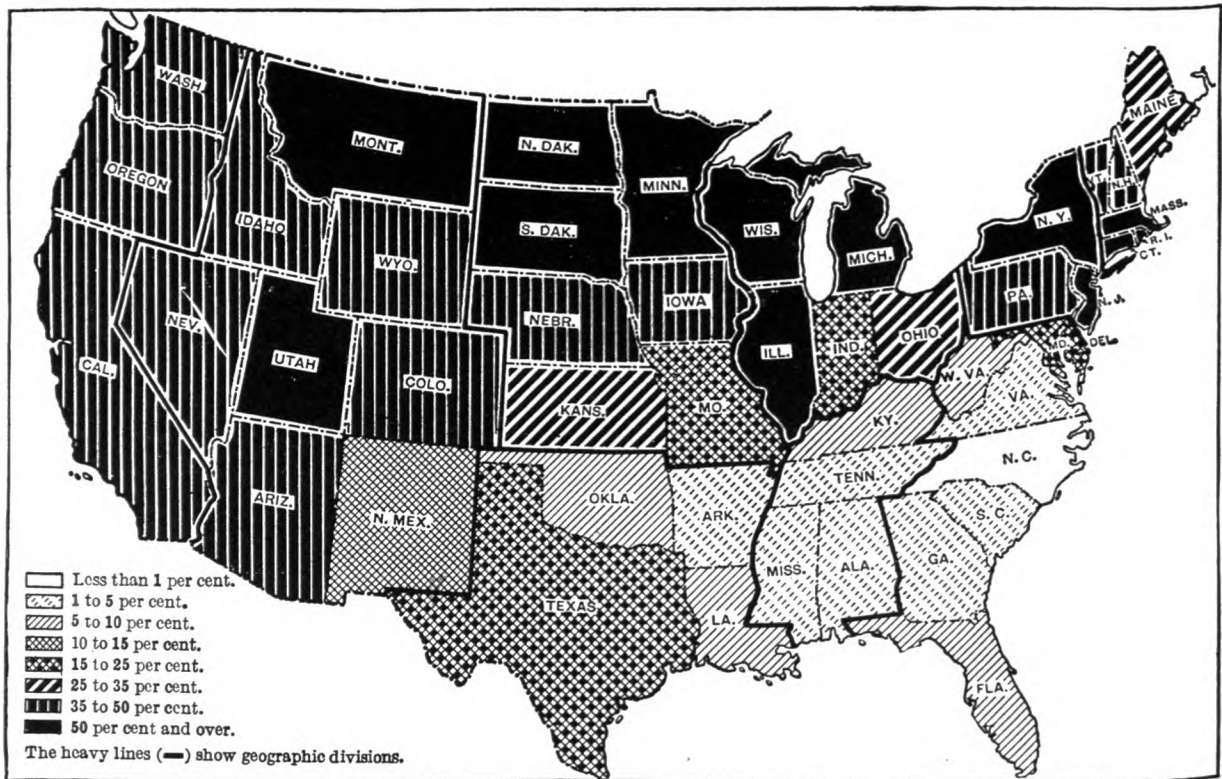 WASH.
MONT.
N. DAK.
MINN.
MAINE
OREGON
IDAHO
S. DAK.
WIS.
MICH.
N. Y.
VT.
N.H.
MASS.
R. I.
CT.
WYO.
NEBR.
IOWA
PA.
N. J.
NEV.
CAL.
UTAH
COLO.
ILL.
IND.
OHIO
MD.
DEL.
W. VA.
VA.
KANS.
MO.
KY.
ARIZ.
N. MEX.
OKLA.
ARK.
TENN.
N. C.
S. C.
TEXAS
LA.
MISS.
ALA.
GA.
FLA.
Less than 1 per cent.
1 to 5 per cent.
5 to 10 per cent.
10 to 15 per cent.
15 to 25 per cent.
25 to 35 per cent.
35 to 50 per cent.
50 per cent and over.
The heavy lines (▬) show geographic divisions.